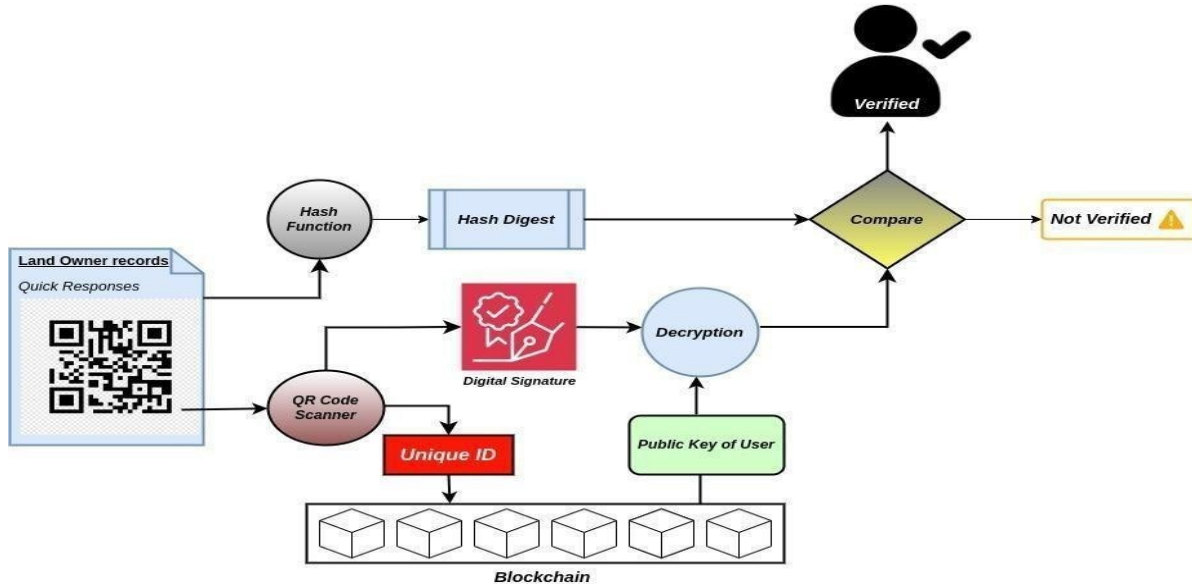 Verified
Hash
Function
Hash Digest
Compare
Not Verified
Land Owner records
Quick Responses
Decryption
Digital Signature
QR Code
Scanner
Public Key of User
Unique ID
Blockchain